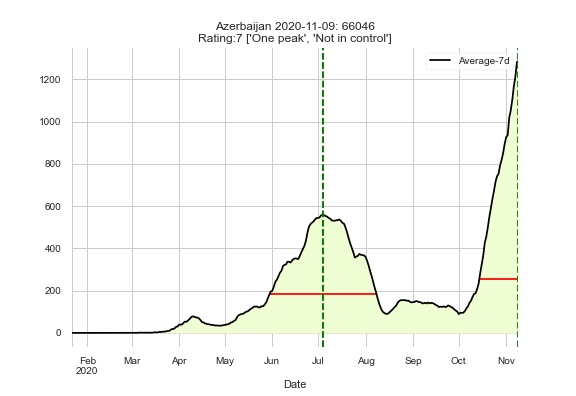 Azerbaijan 2020-11-09: 66046
Rating:7 ['One peak', 'Not in control']
Average-7d
1200
1000
800
600
400
200
0
Feb Mar Apr May Jun Jul Aug Sep Oct Nov
2020
Date